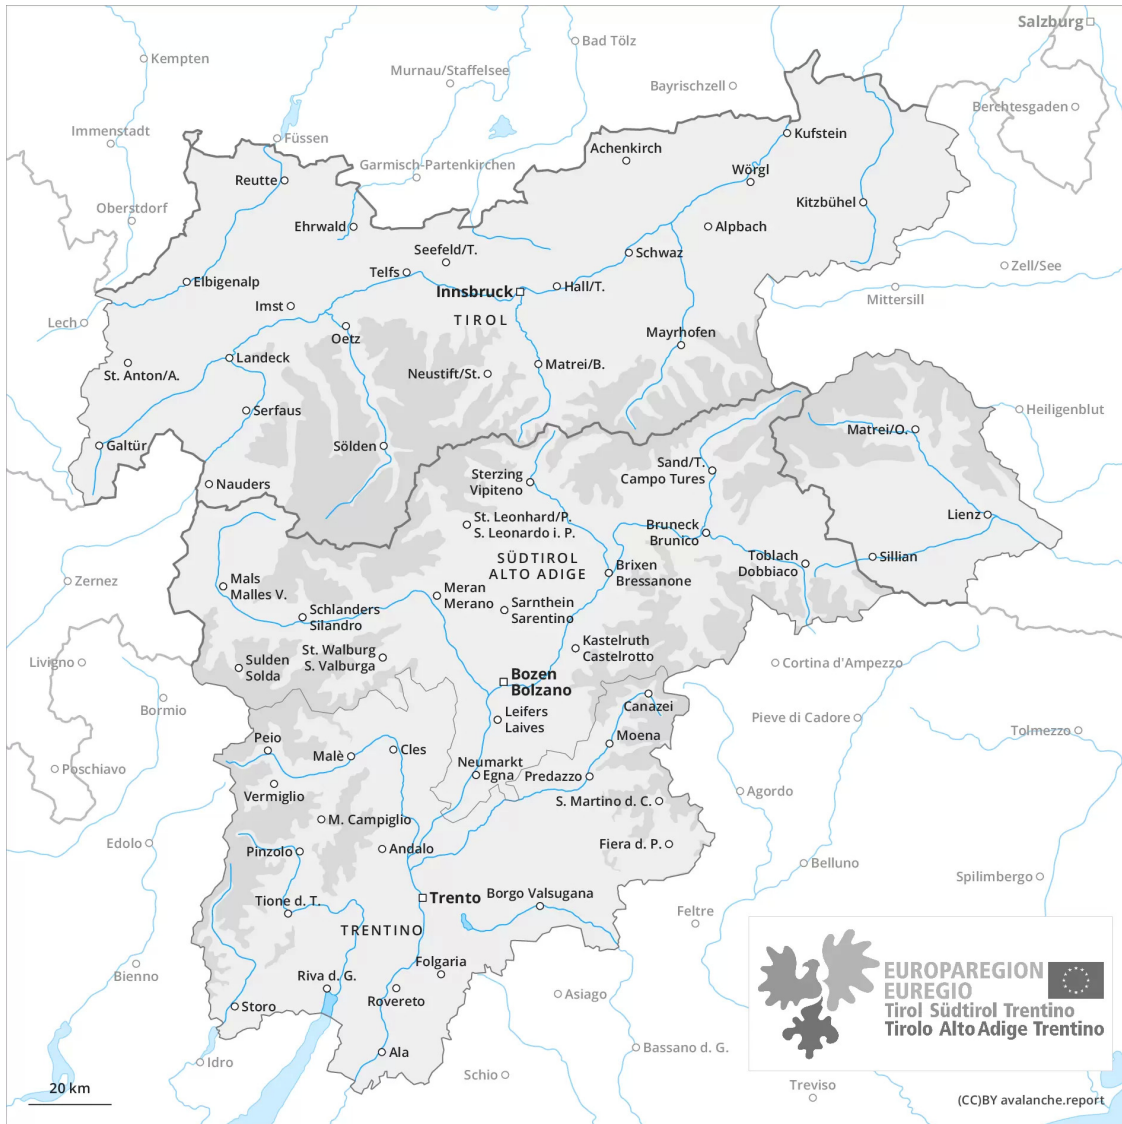 Salzburg
Bad Tölz
Kempten
Murnau/Staffelsee
Bayrischzell
Berchtesgaden
Immenstadt
Füssen
Kufstein
Achenkirch
Garmisch-Partenkirchen
Wörgl
Reutte
Oberstdorf
Kitzbühel
Ehrwald
Alpbach
Seefeld/T.
Schwaz
Telfs
Zell/See
Elbigenalp
Innsbruck
Hall/T.
Mittersill
Imst
TIROL
Lech
Oetz
Mayrhofen
Landeck
Matrei/B.
St. Anton/A.
Neustift/St.
Serfaus
Heiligenblut
Matrei/O.
Galtür
Sölden
Sand/T.
Campo Tures
Sterzing
Vipiteno
Nauders
St. Leonhard/P.
S. Leonardo i. P.
Lienz
Bruneck
Brunico
SÜDTIROL
ALTO ADIGE
Toblach
Dobbiaco
Sillian
Brixen
Bressanone
Zernez
Mals
Malles V.
Meran
Merano
Sarnthein
Sarentino
Schlanders
Silandro
Kastelruth
Castelrotto
St. Walburg
S. Valburga
Livigno
Sulden
Solda
Cortina d'Ampezzo
Bozen
Bolzano
Bormio
Canazei
Leifers
Laives
Pieve di Cadore
Tolmezzo
Moena
Peio
Malè
Cles
Neumarkt
Egna
Predazzo
Poschiavo
Vermiglio
Agordo
S. Martino d. C.
M. Campiglio
Edolo
Fiera d. P.
Pinzolo
Andalo
Belluno
Spilimbergo
Tione d. T.
Trento
Borgo Valsugana
Feltre
TRENTINO
Folgaria
Bienno
Riva d. G.
Rovereto
Asiago
Storo
EUROPAREGION
EUREGIO
Tirol Südtirol Trentino
Tirolo Alto Adige Trentino
Ala
Idro
Bassano d. G.
Schio
Treviso
20 km
(CC)BY avalanche.report